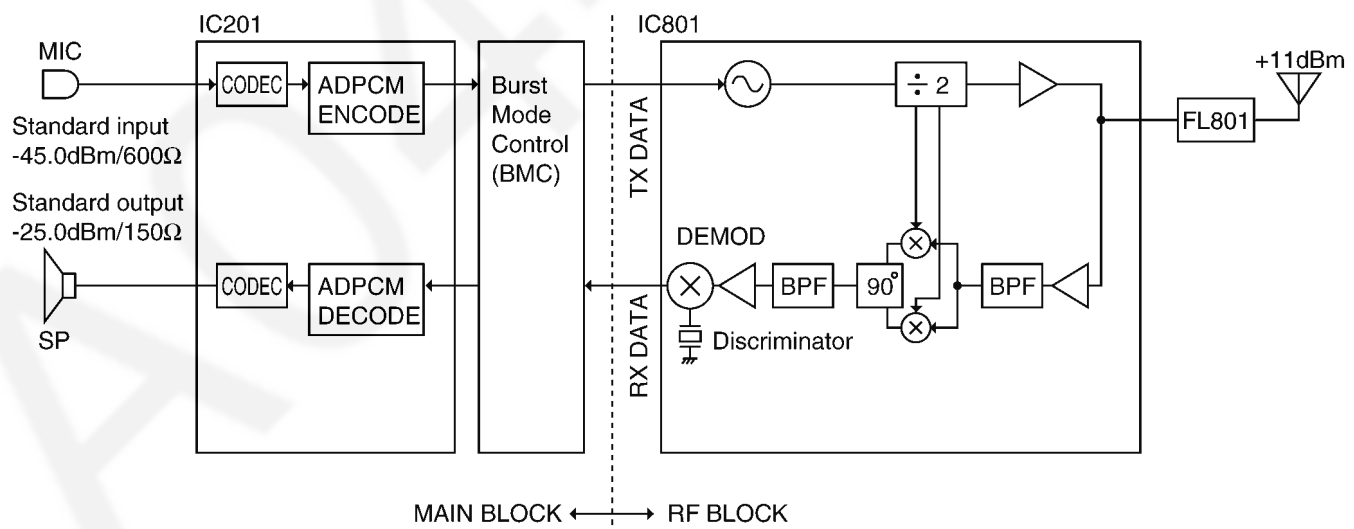 IC201
IC801
MIC
CODEC
ADPCM
ENCODE
Burst
Mode
Control
(BMC)
TX DATA
÷ 2
+11dBm
FL801
Standard input
-45.0dBm/600Ω
Standard output
-25.0dBm/150Ω
SP
CODEC
ADPCM
DECODE
RX DATA
DEMOD
BPF
90°
BPF
Discriminator
MAIN BLOCK
RF BLOCK